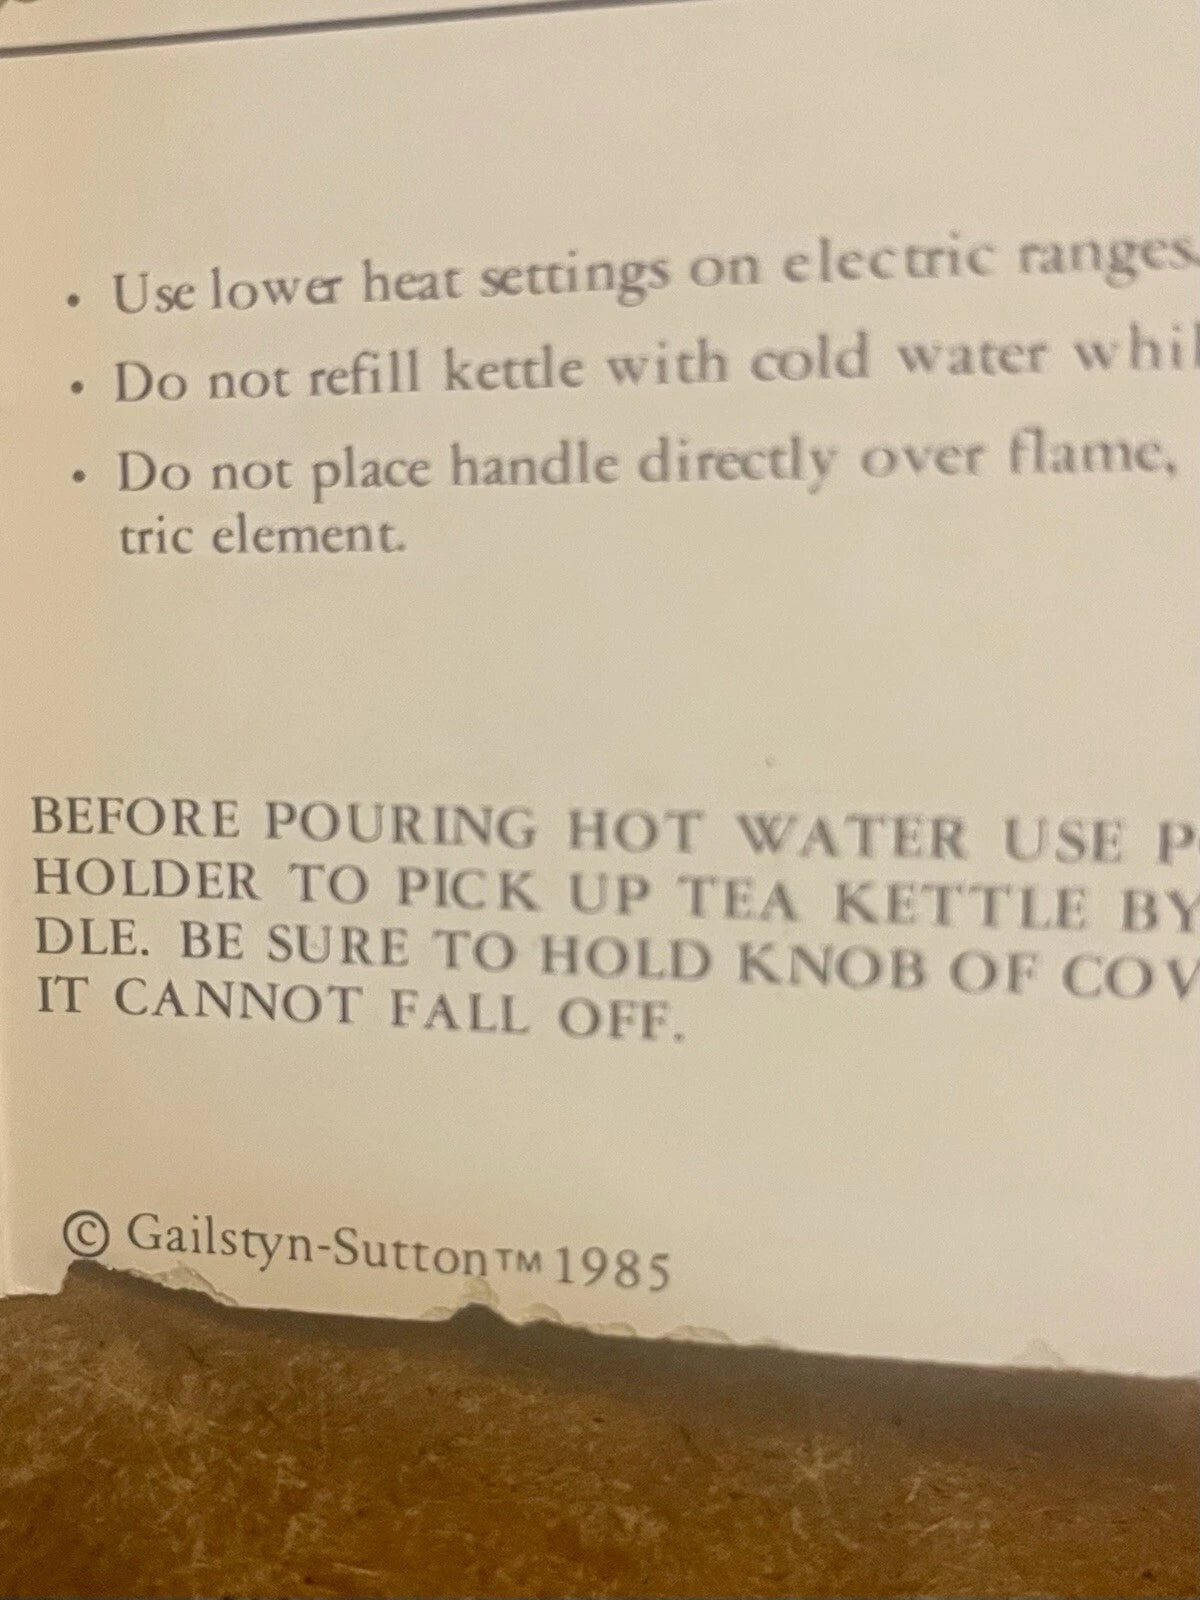 • Use lower heat settings on electric ranges.
• Do not refill kettle with cold water
• Do not place handle directly over flame,
tric element.
BEFORE POURING HOT WATER USE
HOLDER TO PICK UP TEA KETTLE BY
DLE. BE SURE TO HOLD KNOB OF
IT CANNOT FALL OFF.
© Gailstyn-Sutton™ 1985